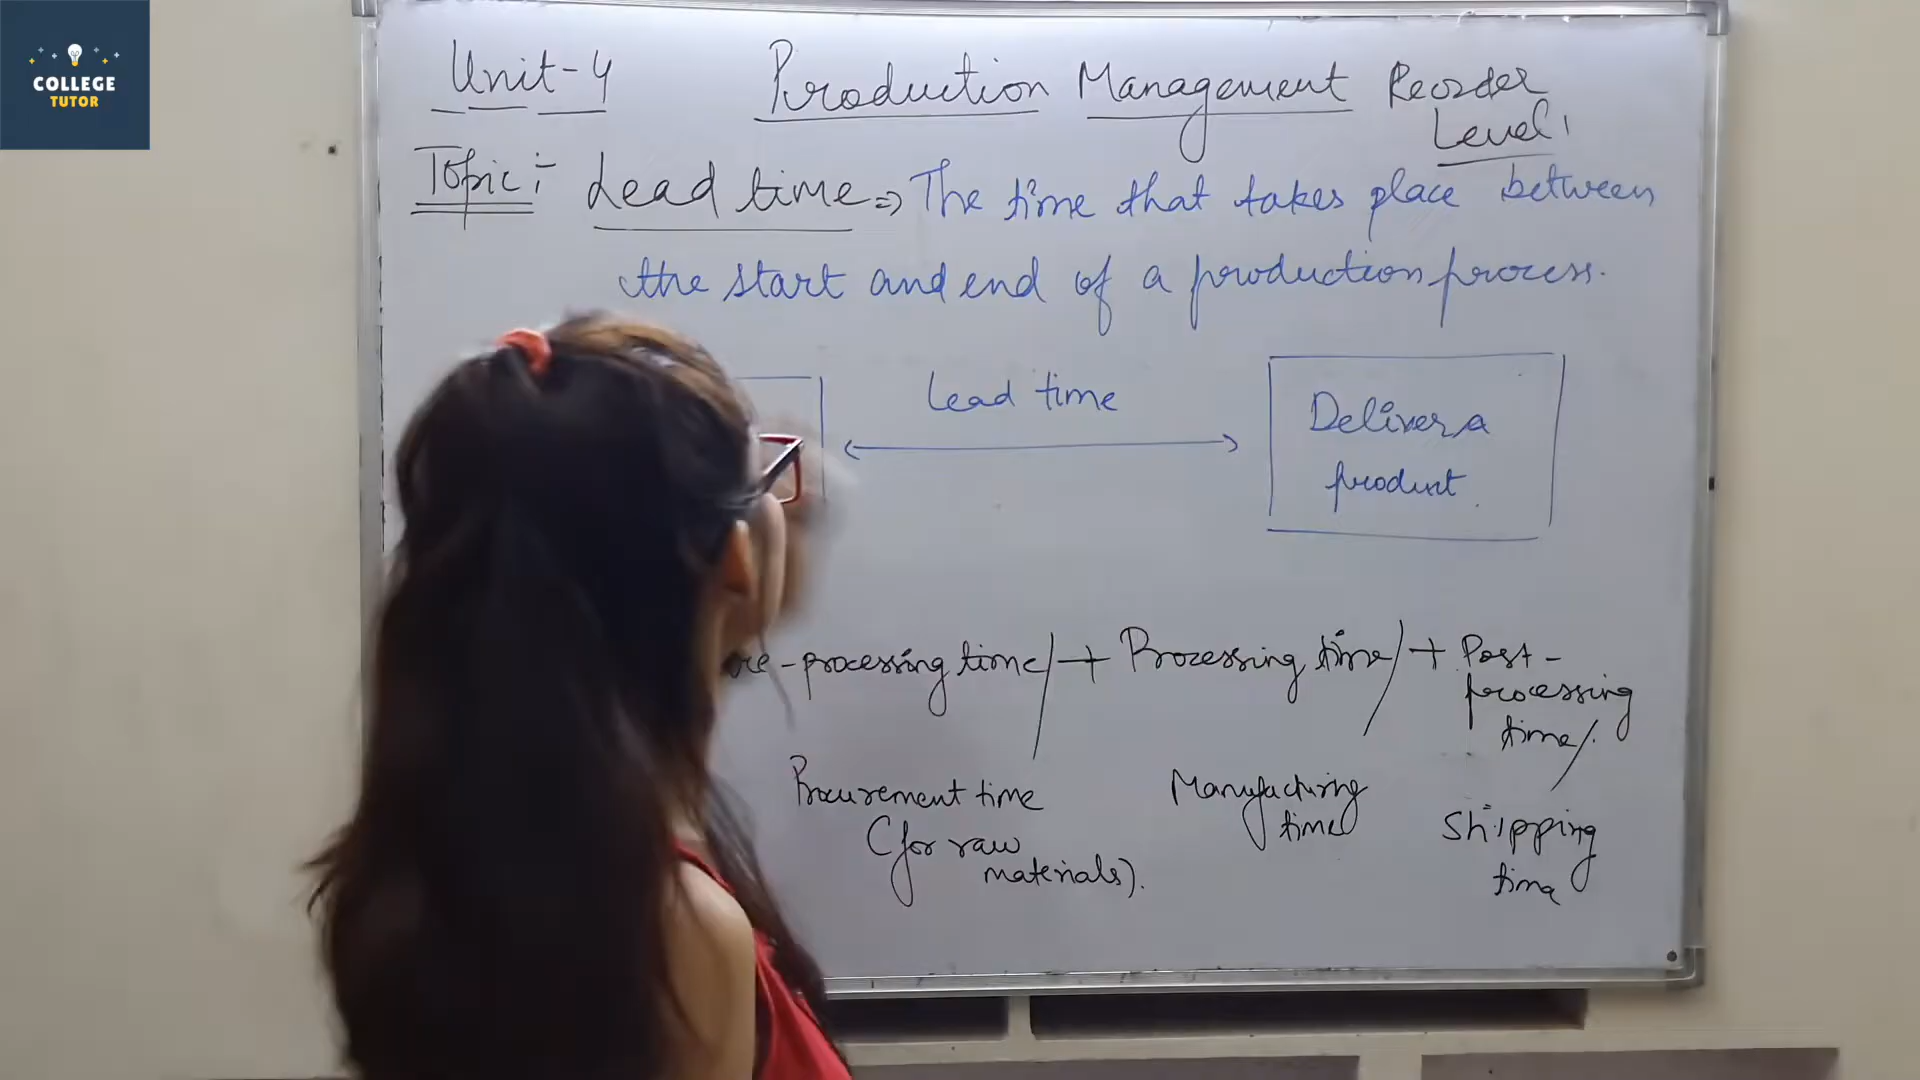 COLLEGE
TUTOR
Unit-4 Production Management Reorder
Level,
Topic :- Lead time => The time that takes place between
the start and end of a production process.
Lead time
Deliver a
product
-processing time/ + Processing time/ + Post-
processing
time/.
Procurement time
(for raw
materials).
Manufacturing
time
Shipping
time